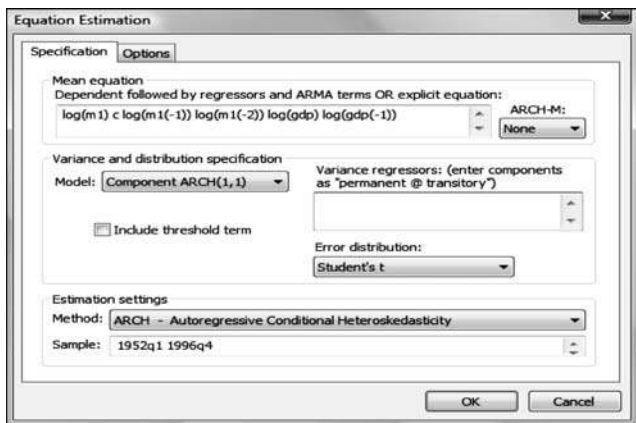 Equation Estimation
Specification Options
Mean equation
Dependent followed by regressors and ARMA terms OR explicit equation:
log(m1) c log(m1(-1)) log(m1(-2)) log(gdp) log(gdp(-1))
ARCH-M:
None
Variance and distribution specification
Model: Component ARCH(1,1)
Include threshold term
Variance regressors: (enter components
as "permanent @ transitory")
Error distribution:
Student's t
Estimation settings
Method: ARCH - Autoregressive Conditional Heteroskedasticity
Sample: 1952q1 1996q4
OK Cancel